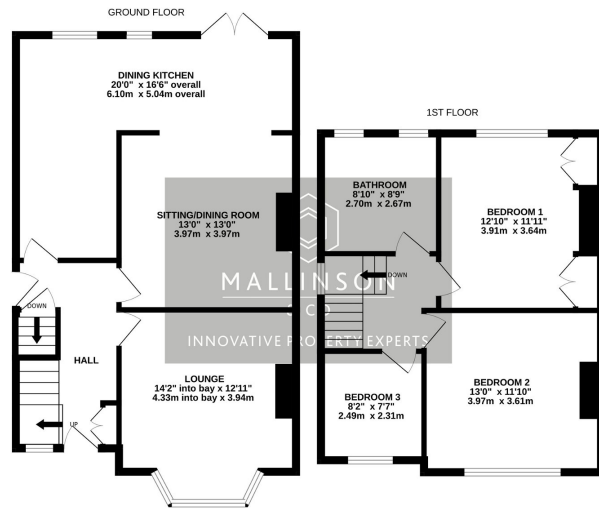 GROUND FLOOR
DINING KITCHEN
20'0" x 16'6" overall
6.10m x 5.04m overall
SITTING/DINING ROOM
13'0" x 13'0"
3.97m x 3.97m
DOWN
HALL
UP
LOUNGE
14'2" into bay x 12'11"
4.33m into bay x 3.94m
1ST FLOOR
BATHROOM
8'10" x 8'9"
2.70m x 2.67m
BEDROOM 1
12'10" x 11'11"
3.91m x 3.64m
DOWN
BEDROOM 3
8'2" x 7'7"
2.49m x 2.31m
BEDROOM 2
13'0" x 11'10"
3.97m x 3.61m
MALLINSON
& CO
INNOVATIVE PROPERTY EXPERTS